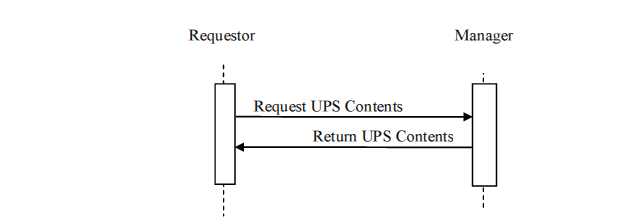 Requestor
Manager
Request UPS Contents
Return UPS Contents